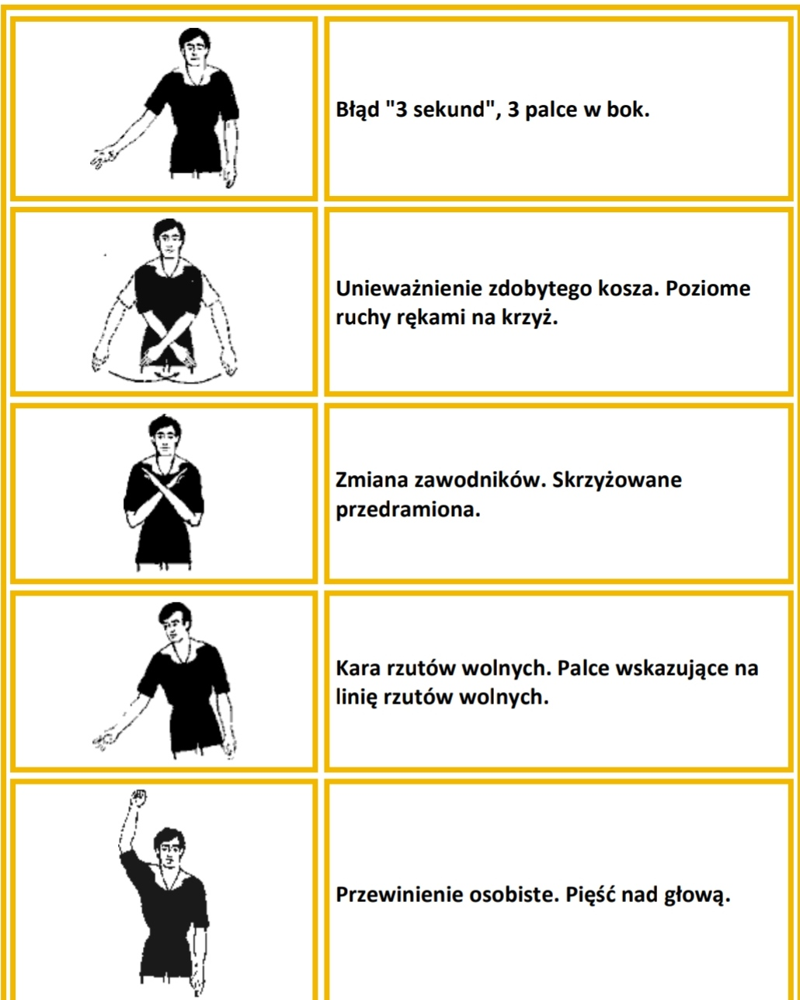 Błąd "3 sekund", 3 palce w bok.
Unieważnienie zdobytego kosza. Poziome
ruchy rękami na krzyż.
Zmiana zawodników. Skrzyżowane
przedramiona.
Kara rzutów wolnych. Palce wskazujące na
linię rzutów wolnych.
Przewinienie osobiste. Pięść nad głową.